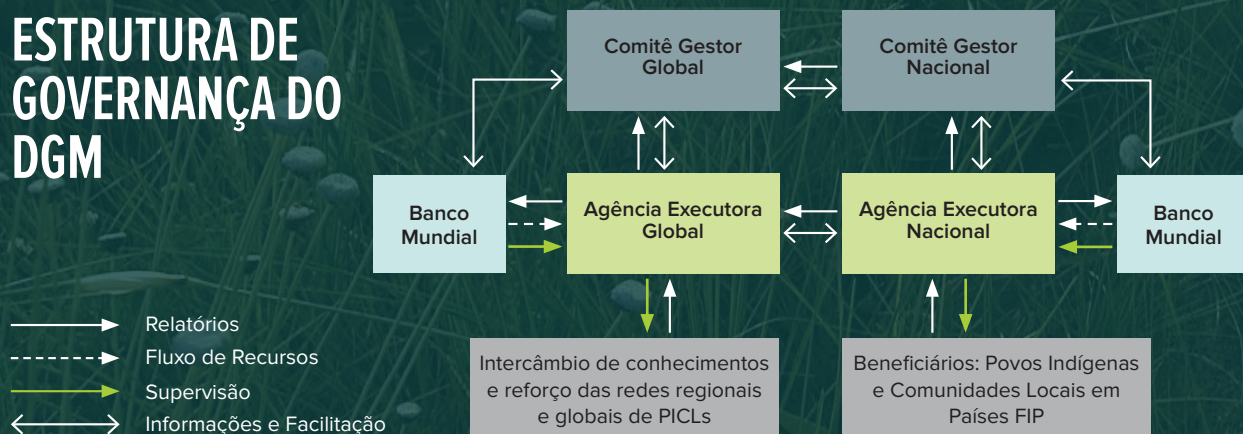 ESTRUTURA DE
GOVERNANÇA DO
DGM
Comitê Gestor
Global
Comitê Gestor
Nacional
Banco
Mundial
Agência Executora
Global
Agência Executora
Nacional
Banco
Mundial
Relatórios
Fluxo de Recursos
Supervisão
Informações e Facilitação
Intercâmbio de conhecimentos
e reforço das redes regionais
e globais de PICLs
Beneficiários: Povos Indígenas
e Comunidades Locais em
Países FIP